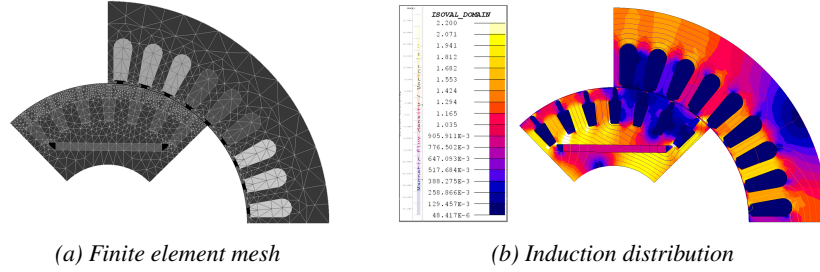 ISOVAL_DOMAIN
2.200
2.071
1.941
1.812
1.682
1.553
1.424
1.294
1.165
1.035
905.911E-3
776.502E-3
647.093E-3
517.684E-3
388.275E-3
258.866E-3
129.457E-3
48.417E-6
(a) Finite element mesh
(b) Induction distribution